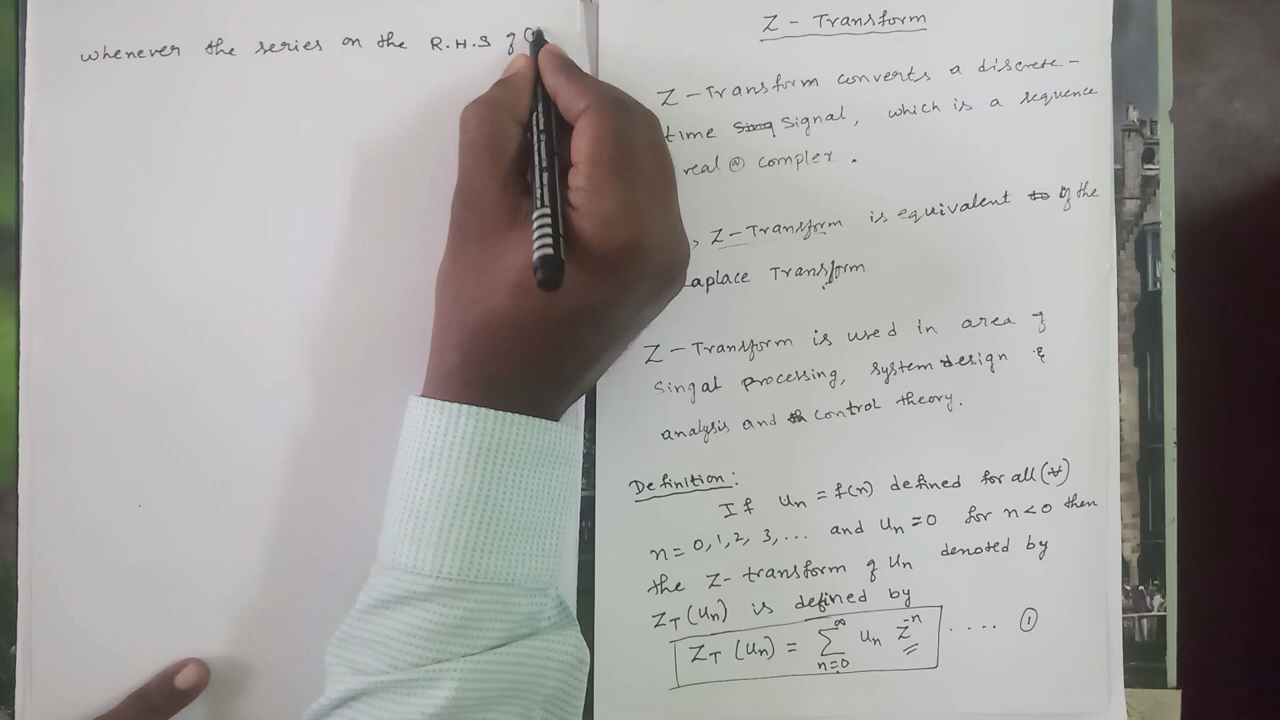 whenever the series on the R.H.S of
Z - Transform
Z - Transform converts a discrete -
time Sinq Signal, which is a sequence
real @ complex .
Z - Transform is equivalent to of the
aplace Transform
Z - Transform is used in area of
Singal processing, system design &
analysis and th control theory.
Definition :
If un = f(n) defined for all (∀)
n = 0, 1, 2, 3, ... and un = 0 for n < 0 then
the Z - transform of un denoted by
ZT (un) is defined by
ZT (un) = ∑_{n=0}^{∞} un z^{-n} .... ①